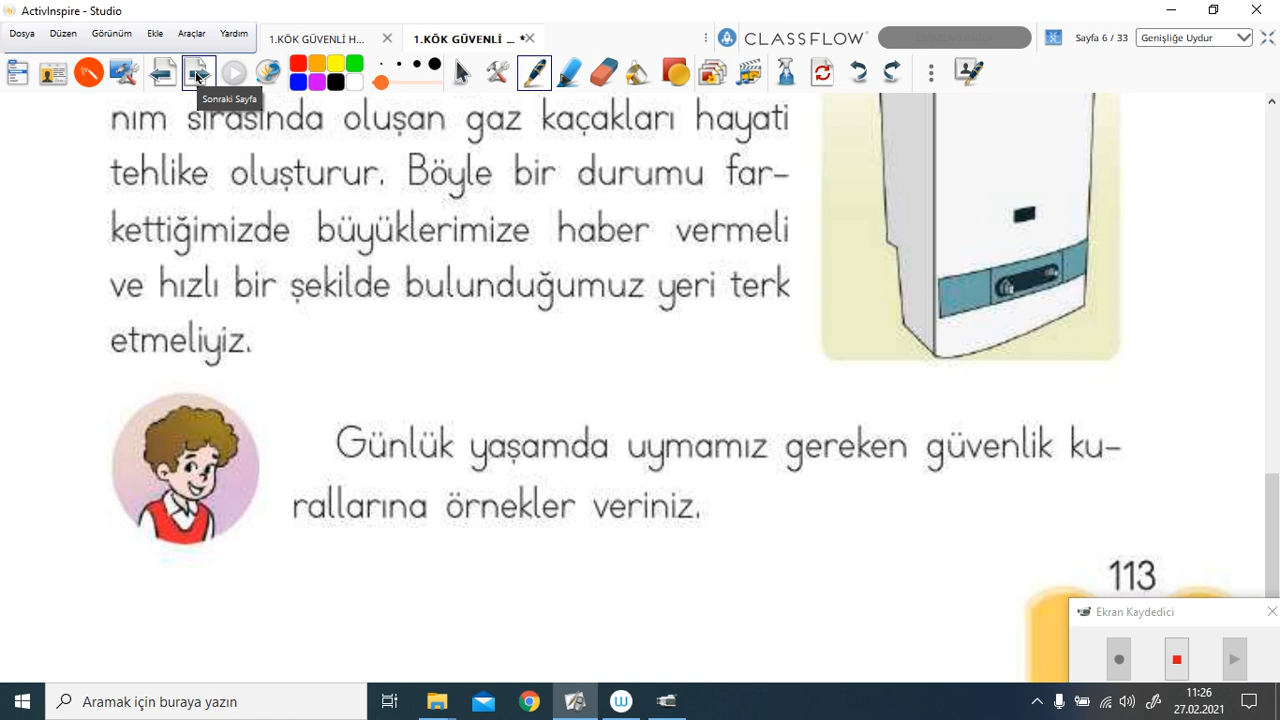 ActivInspire - Studio
Dosya Düzen Görünüm Ekle Araçlar Yardım
1.KÖK GÜVENLİ H...
1.KÖK GÜVENLİ ... *
CLASSFLOW
Sayfa 6 / 33
Genişliğe Uydur
Sonraki Sayfa
nım sırasında oluşan gaz kaçakları hayati
tehlike oluşturur. Böyle bir durumu far-
kettiğimizde büyüklerimize haber vermeli
ve hızlı bir şekilde bulunduğumuz yeri terk
etmeliyiz.
Günlük yaşamda uymamız gereken güvenlik ku-
rallarına örnekler veriniz.
113
Ekran Kaydedici
Aramak için buraya yazın
11:26
27.02.2021